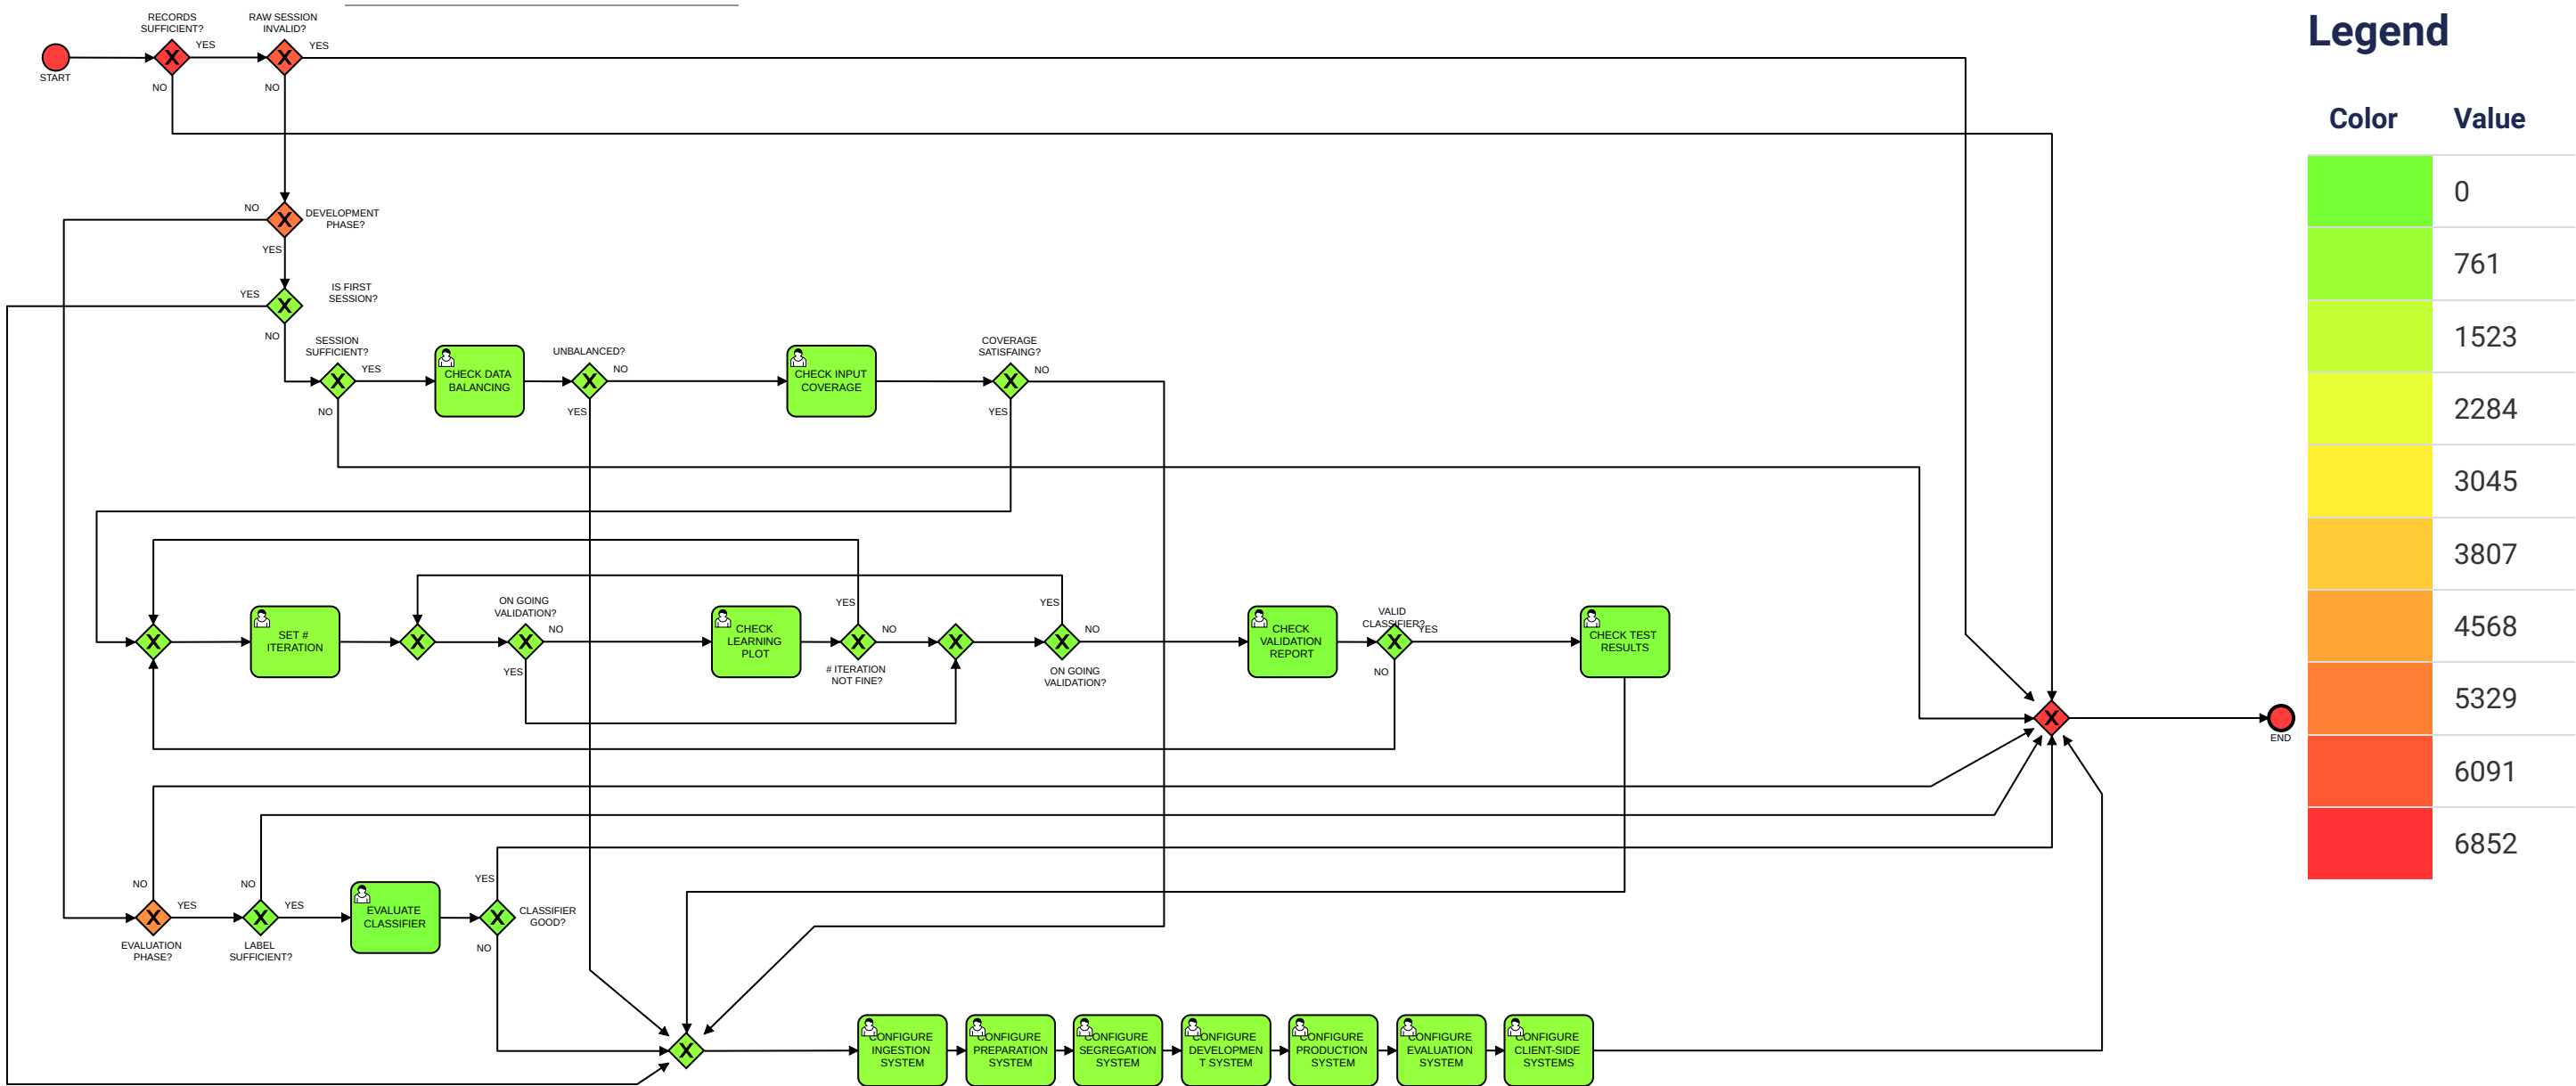 RECORDS
SUFFICIENT?
YES
NO
RAW SESSION
INVALID?
YES
NO
START
Legend
Color
Value
0
761
1523
2284
3045
3807
4568
5329
6091
6852
NO
DEVELOPMENT
PHASE?
YES
YES
IS FIRST
SESSION?
NO
SESSION
SUFFICIENT?
YES
NO
CHECK DATA
BALANCING
UNBALANCED?
NO
YES
CHECK INPUT
COVERAGE
COVERAGE
SATISFAING?
NO
YES
SET #
ITERATION
ON GOING
VALIDATION?
NO
YES
CHECK
LEARNING
PLOT
YES
NO
# ITERATION
NOT FINE?
YES
NO
ON GOING
VALIDATION?
CHECK
VALIDATION
REPORT
VALID
CLASSIFIER?
YES
NO
CHECK TEST
RESULTS
END
NO
YES
EVALUATION
PHASE?
NO
YES
LABEL
SUFFICIENT?
EVALUATE
CLASSIFIER
YES
CLASSIFIER
GOOD?
NO
CONFIGURE
INGESTION
SYSTEM
CONFIGURE
PREPARATION
SYSTEM
CONFIGURE
SEGREGATION
SYSTEM
CONFIGURE
DEVELOPMEN
T SYSTEM
CONFIGURE
PRODUCTION
SYSTEM
CONFIGURE
EVALUATION
SYSTEM
CONFIGURE
CLIENT-SIDE
SYSTEMS